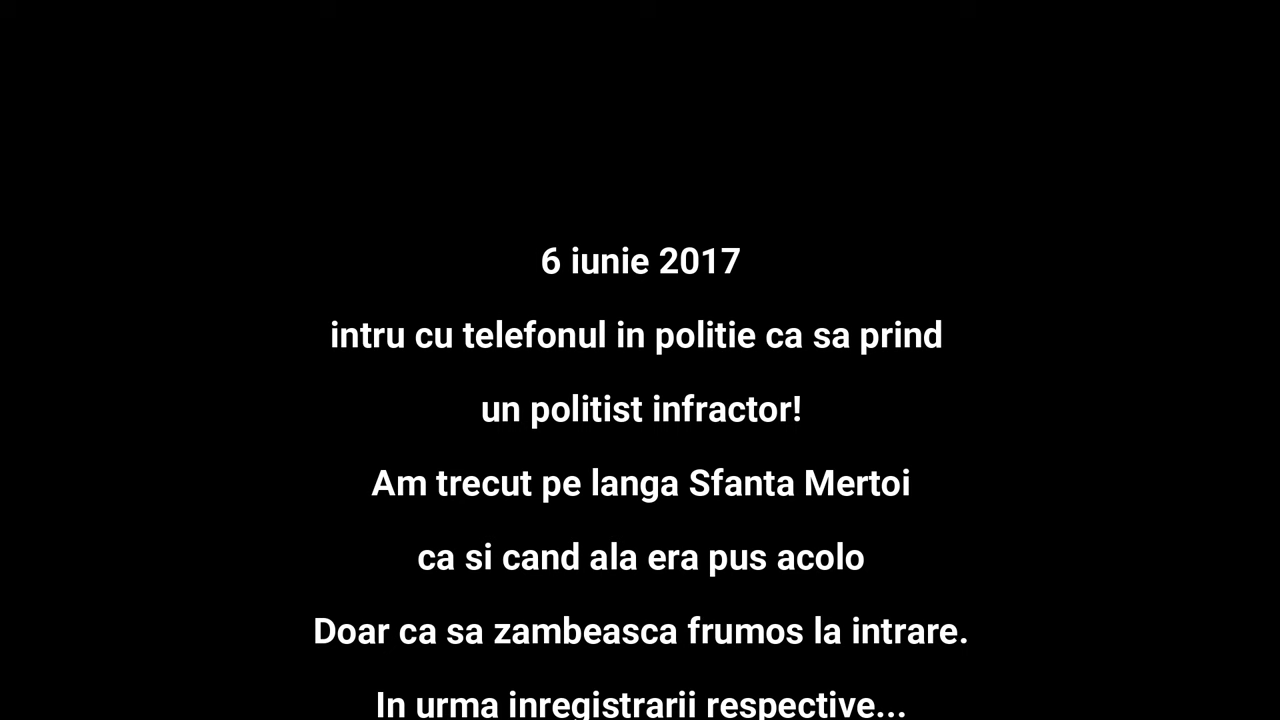 6 iunie 2017
intru cu telefonul in politie ca sa prind
un politist infractor!
Am trecut pe langa Sfanta Mertoi
ca si cand ala era pus acolo
Doar ca sa zambeasca frumos la intrare.
In urma inregistrarii respective...